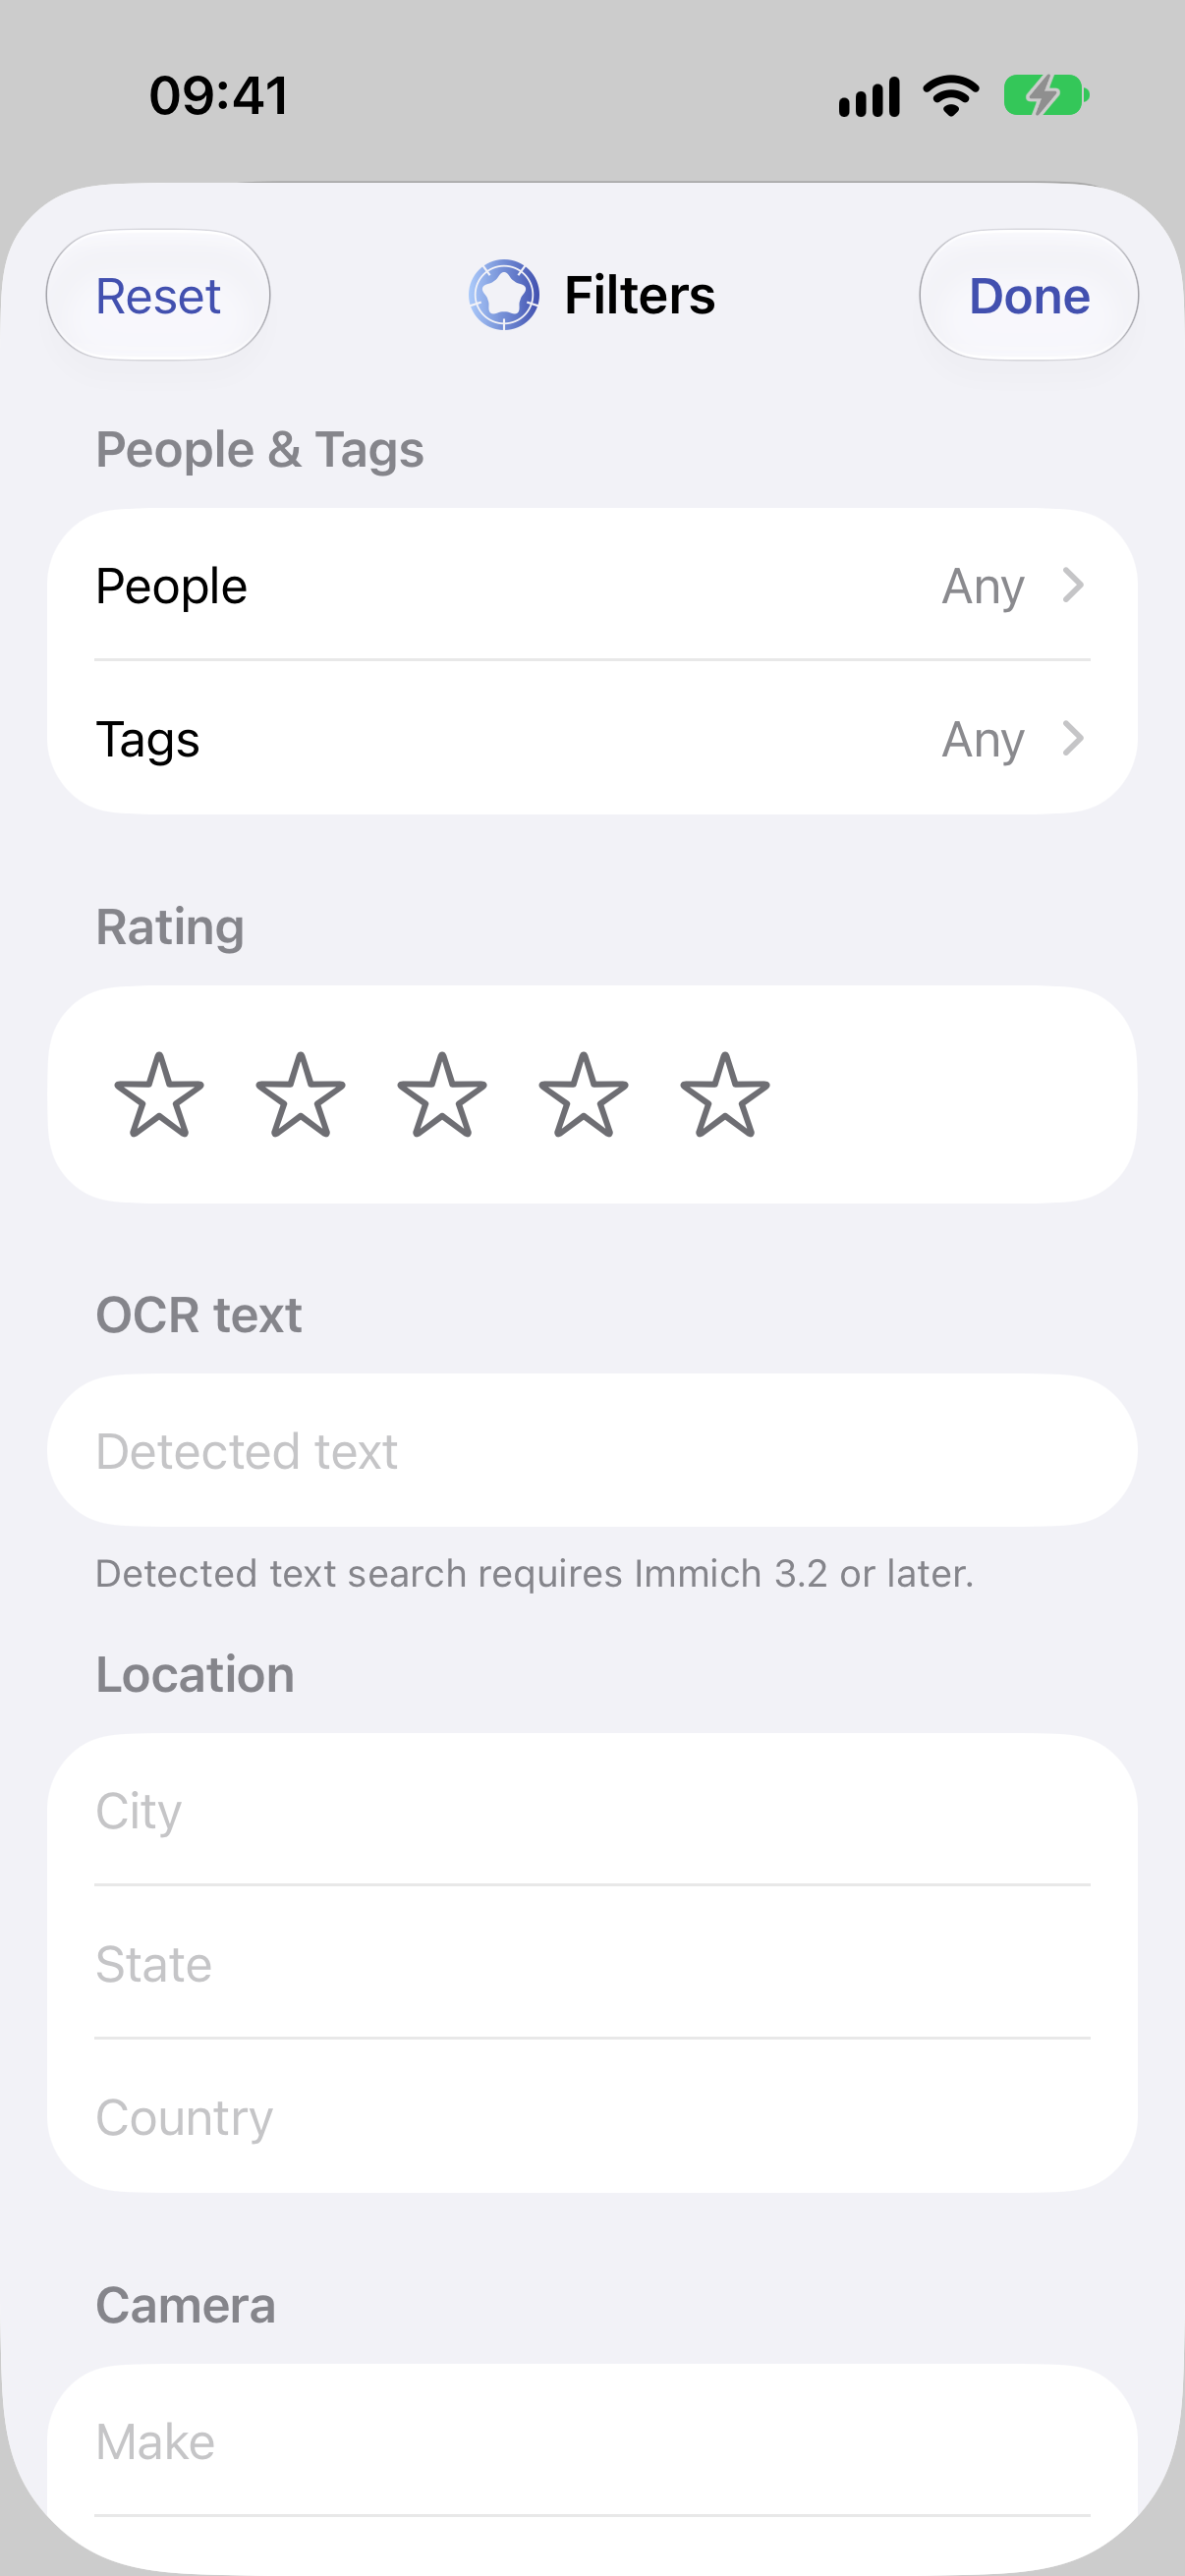 09:41
Reset
Filters
Done
People & Tags
People Any
Tags Any
Rating
OCR text
Detected text
Detected text search requires Immich 3.2 or later.
Location
City
State
Country
Camera
Make